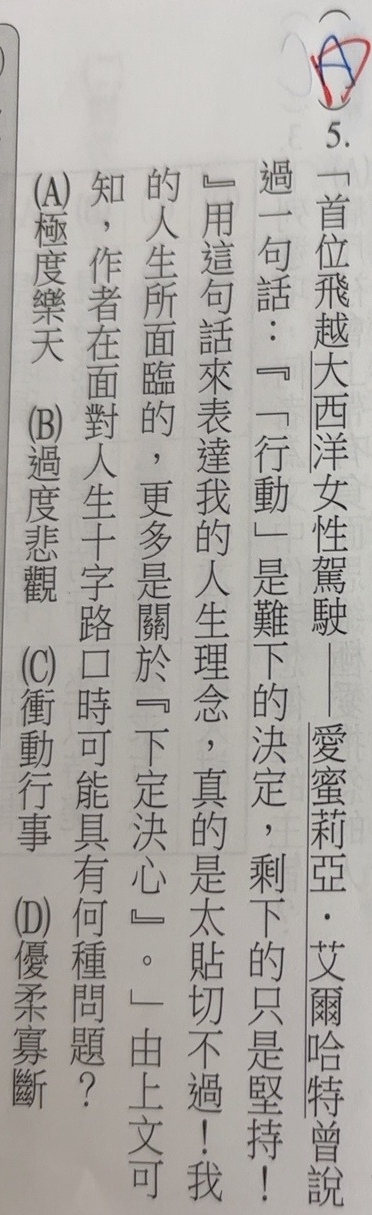 （A）5.「首位飛越大西洋女性駕駛——愛蜜莉亞．艾爾哈特曾說
過一句話：『「行動」是難下的決定，剩下的只是堅持！
』用這句話來表達我的人生理念，真的是太貼切不過！我
的人生所面臨的，更多是關於『下定決心』。」由上文可
知，作者在面對人生十字路口時可能具有何種問題？
(A)極度樂天　(B)過度悲觀　(C)衝動行事　(D)優柔寡斷